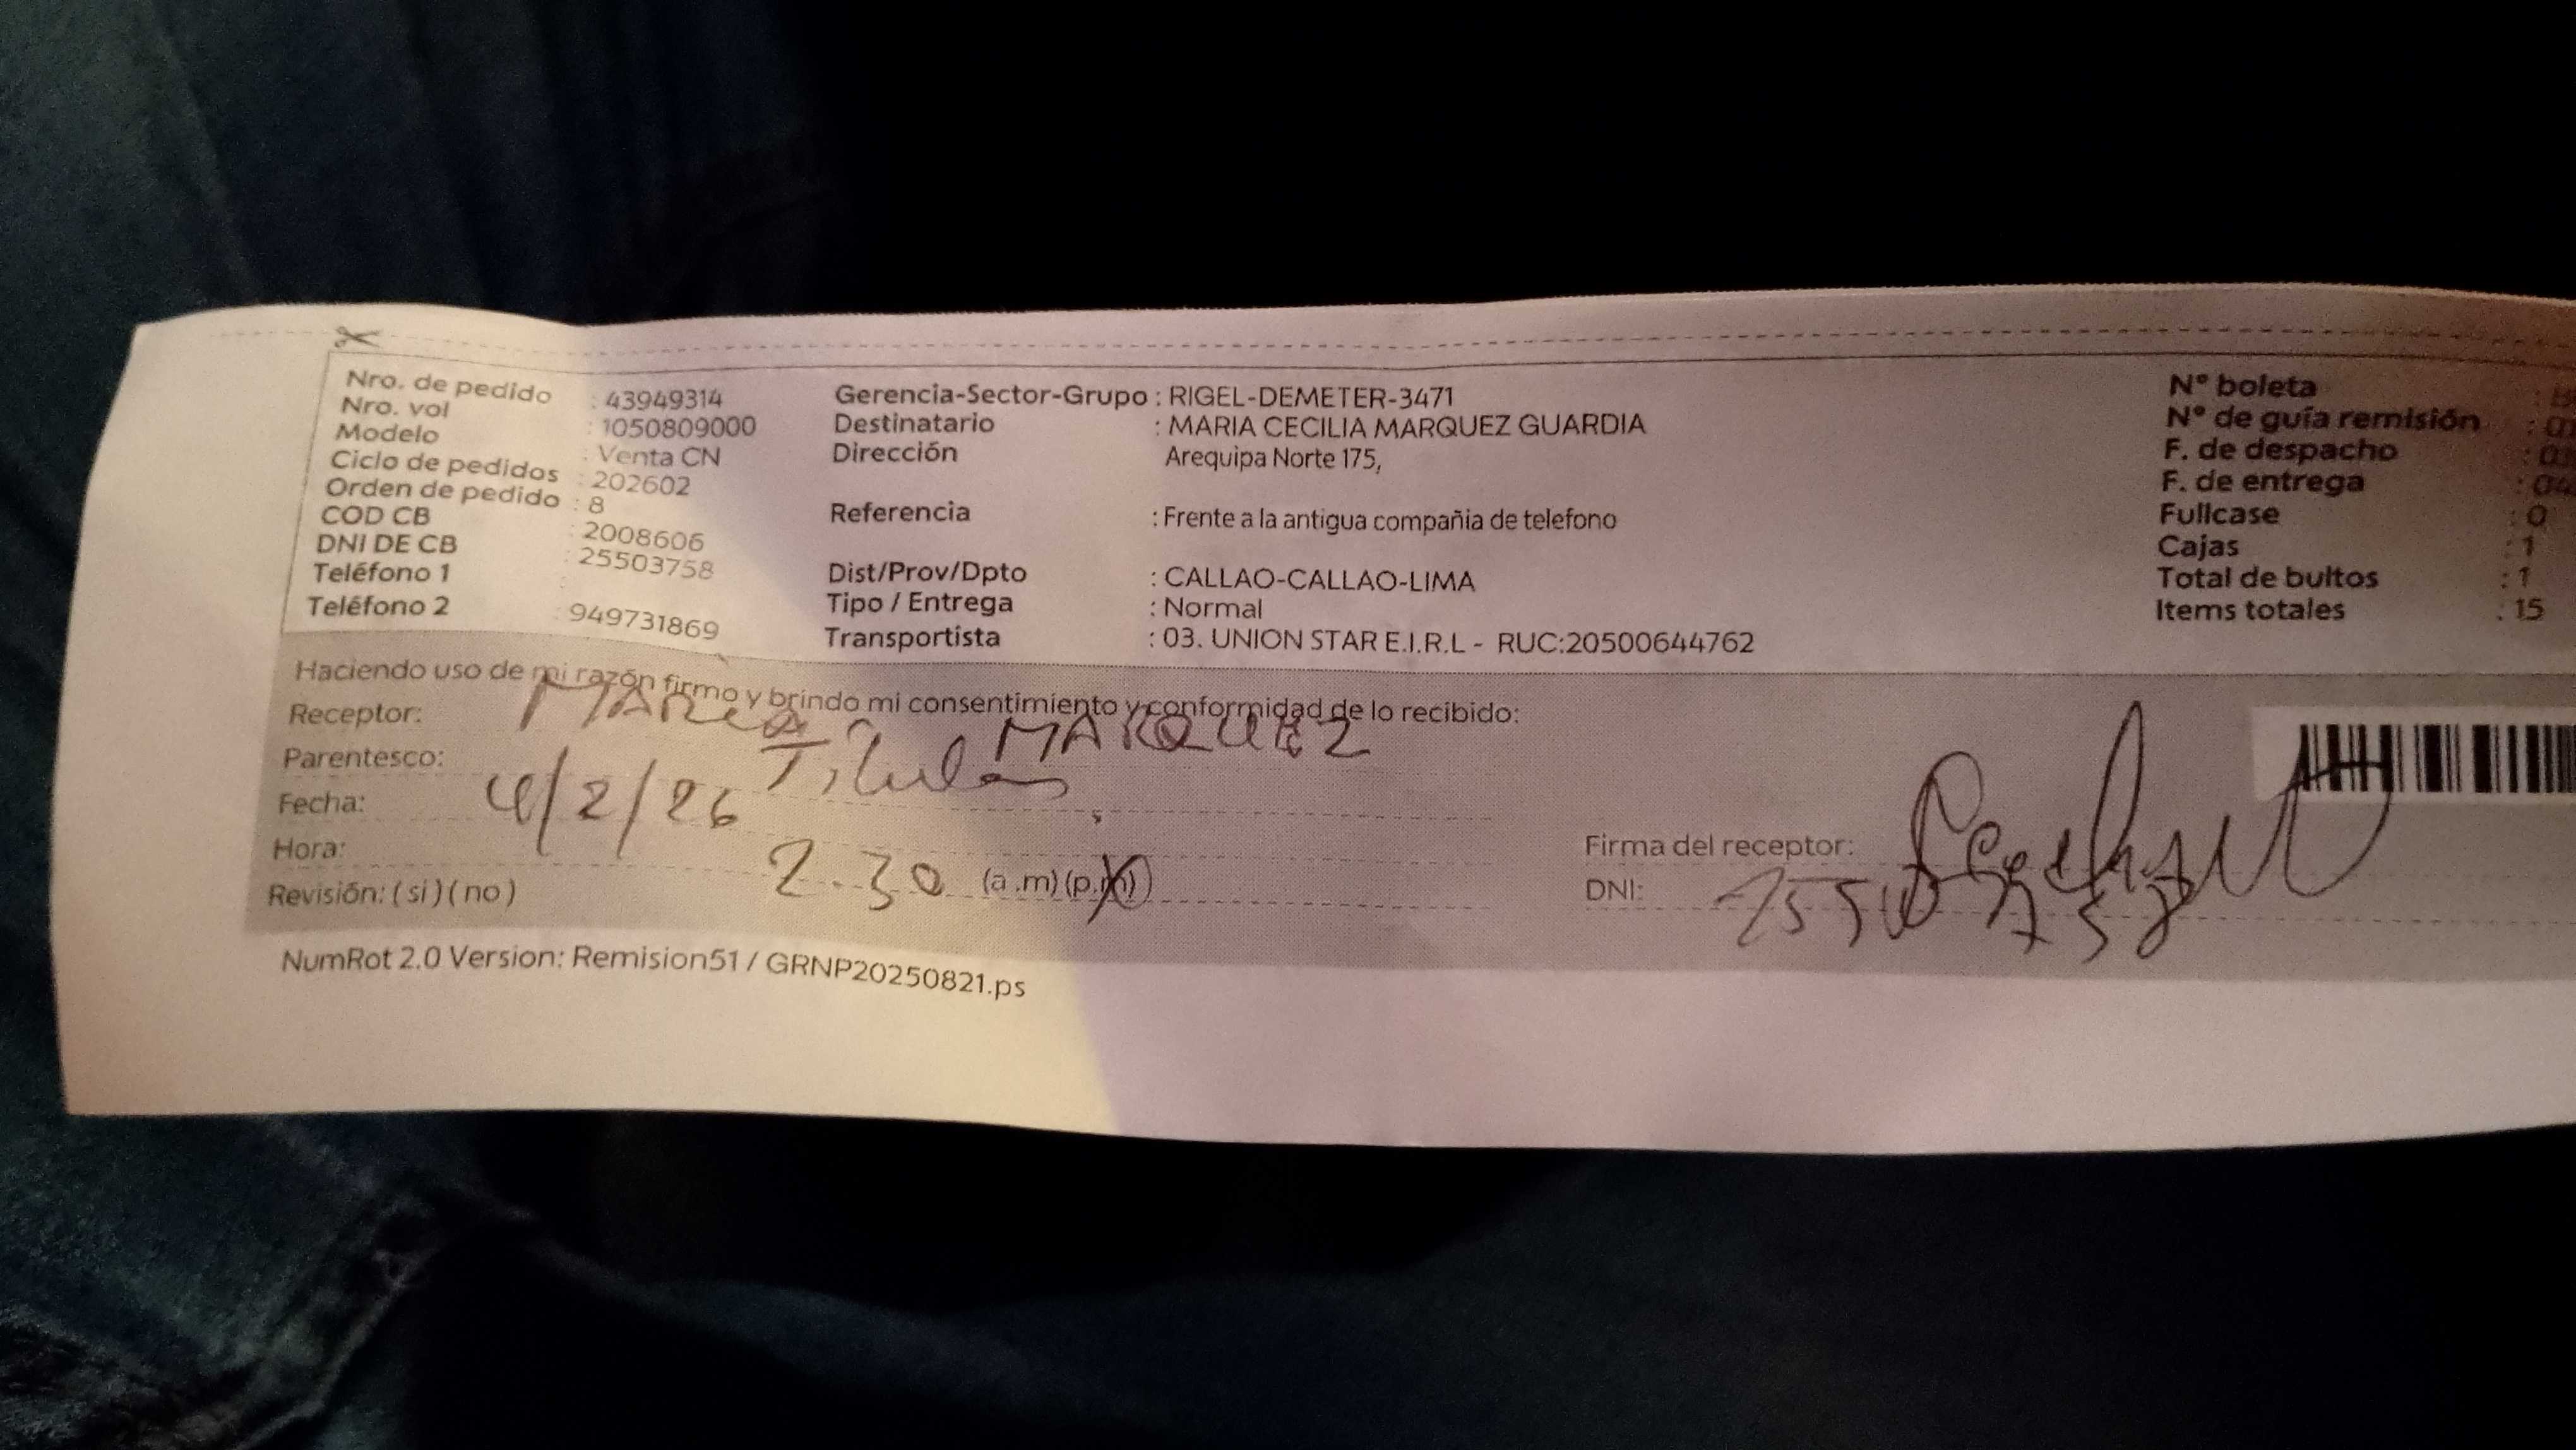 Nro. de pedido : 43949314
Nro. vol : 1050809000
Modelo : Venta CN
Ciclo de pedidos : 202602
Orden de pedido : 8
COD CB : 2008606
DNI DE CB : 25503758
Teléfono 1 :
Teléfono 2 : 949731869
Gerencia-Sector-Grupo : RIGEL-DEMETER-3471
Destinatario : MARIA CECILIA MARQUEZ GUARDIA
Dirección Arequipa Norte 175,
Referencia : Frente a la antigua compañia de telefono
Dist/Prov/Dpto : CALLAO-CALLAO-LIMA
Tipo / Entrega : Normal
Transportista : 03. UNION STAR E.I.R.L - RUC:20500644762
N° boleta :
N° de guía remisión :
F. de despacho :
F. de entrega :
Fullcase : 0
Cajas : 1
Total de bultos : 1
Items totales : 15
Haciendo uso de mi razón firmo y brindo mi consentimiento y conformidad de lo recibido:
Receptor: MARIA MARQUEZ
Parentesco: Titular
Fecha: 4/2/26
Hora: 2.30 (a.m) (p.m)
Revisión: ( si ) ( no )
Firma del receptor:
DNI:
NumRot 2.0 Version: Remision51 / GRNP20250821.ps